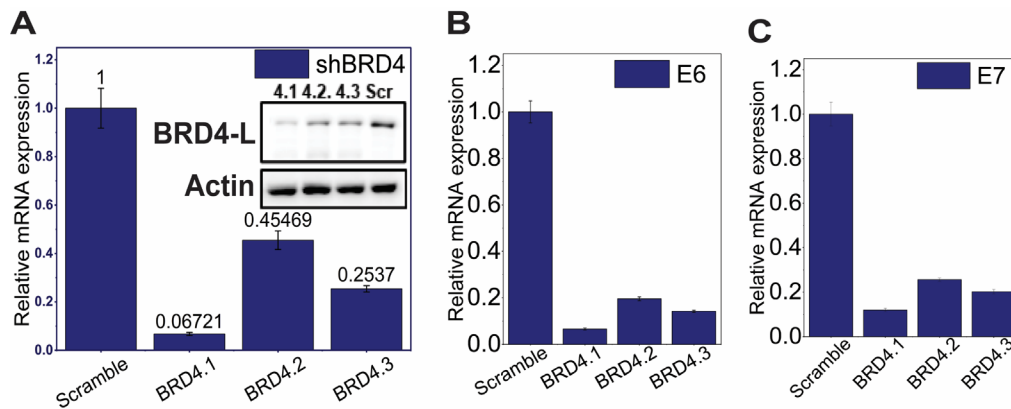 A
shBRD4
Relative mRNA expression
1.2
1.0
0.8
0.6
0.4
0.2
0.0
1
0.06721
0.45469
0.2537
4.1 4.2. 4.3 Scr
BRD4-L
Actin
Scramble
BRD4.1
BRD4.2
BRD4.3
B
E6
Relative mRNA expression
1.2
1.0
0.8
0.6
0.4
0.2
0.0
Scramble
BRD4.1
BRD4.2
BRD4.3
C
E7
Relative mRNA expression
1.2
1.0
0.8
0.6
0.4
0.2
0.0
Scramble
BRD4.1
BRD4.2
BRD4.3